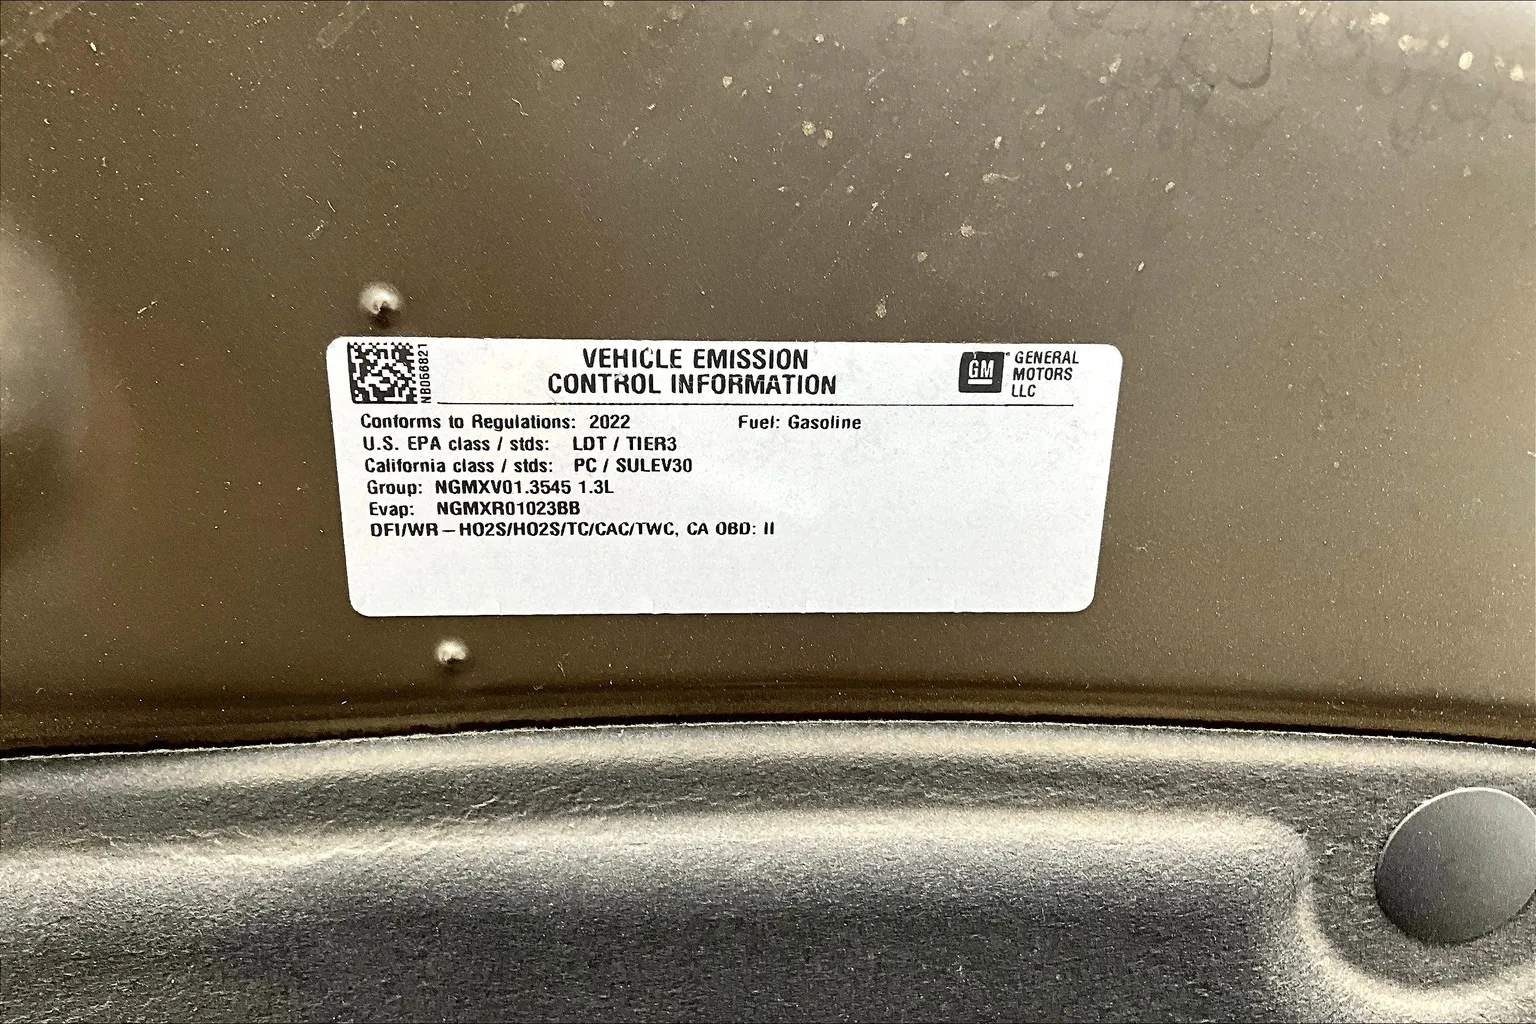 NB056821
VEHICLE EMISSION
CONTROL INFORMATION
GM GENERAL
MOTORS
LLC
Conforms to Regulations: 2022 Fuel: Gasoline
U.S. EPA class / stds: LDT / TIER3
California class / stds: PC / SULEV30
Group: NGMXV01.3545 1.3L
Evap: NGMXR01023BB
DFI/WR-HO2S/HO2S/TC/CAC/TWC, CA OBD: II